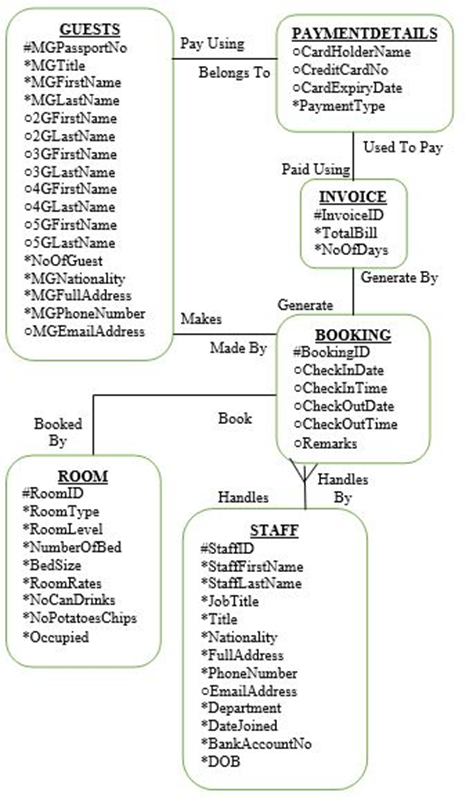 GUESTS
#MGPassportNo
*MGTitle
*MGFirstName
*MGLastName
○2GFirstName
○2GLastName
○3GFirstName
○3GLastName
○4GFirstName
○4GLastName
○5GFirstName
○5GLastName
*NoOfGuest
*MGNationality
*MGFullAddress
*MGPhoneNumber
○MGEmailAddress
Pay Using
Belongs To
PAYMENTDETAILS
○CardHolderName
○CreditCardNo
○CardExpiryDate
*PaymentType
Used To Pay
Paid Using
INVOICE
#InvoiceID
*TotalBill
*NoOfDays
Generate By
Generate
Makes
Made By
BOOKING
#BookingID
○CheckInDate
○CheckInTime
○CheckOutDate
○CheckOutTime
○Remarks
Book
Booked
By
ROOM
#RoomID
*RoomType
*RoomLevel
*NumberOfBed
*BedSize
*RoomRates
*NoCanDrinks
*NoPotatoesChips
*Occupied
Handles
By
Handles
STAFF
#StaffID
*StaffFirstName
*StaffLastName
*JobTitle
*Title
*Nationality
*FullAddress
*PhoneNumber
○EmailAddress
*Department
*DateJoined
*BankAccountNo
*DOB